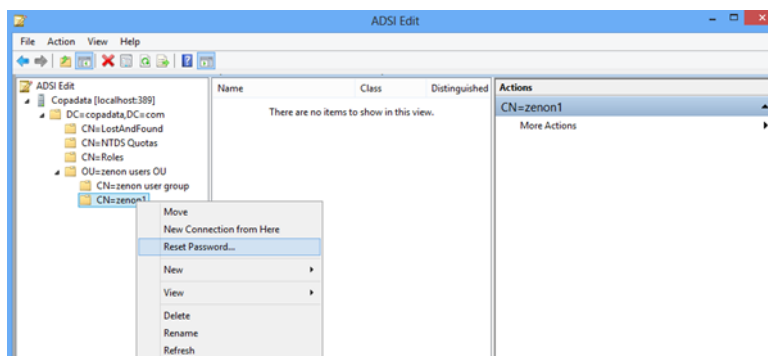 ADSI Edit
File Action View Help
ADSI Edit
Copadata [localhost:389]
DC=copadata,DC=com
CN=LostAndFound
CN=NTDS Quotas
CN=Roles
OU=zenon users OU
CN=zenon user group
CN=zenon1
Name Class Distinguished
There are no items to show in this view.
Actions
CN=zenon1
More Actions
Move
New Connection from Here
Reset Password...
New
View
Delete
Rename
Refresh